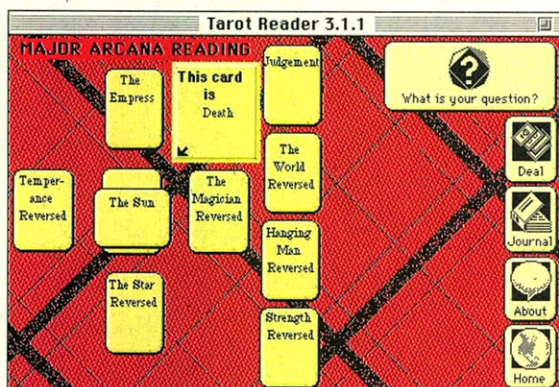 Tarot Reader 3.1.1
MAJOR ARCANA READING
The
Empress
This card
is
Death
Judgement
?
What is your question?
The
World
Reversed
Temper-
ance
Reversed
The Sun
The
Magician
Reversed
Hanging
Man
Reversed
The Star
Reversed
Strength
Reversed
Deal
Journal
About
Home